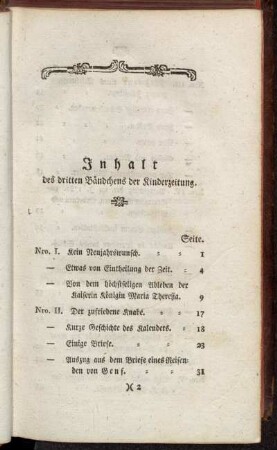 Inhalt
des dritten Bändchens der Kinderzeitung.
Seite.
Nro. I. Kein Neujahrswunsch. = = 1
— Etwas von Eintheilung der Zeit. = 4
— Von dem höchstseligen Ableben der
Kaiserin Königin Maria Theresia. 9
Nro. II. Der zufriedene Knabe. = = 17
— Kurze Geschichte des Kalenders. = 18
— Einige Briefe. = = = 23
— Auszug aus dem Briefe eines Reisen=
den von Genf. = = = 31
)( 2